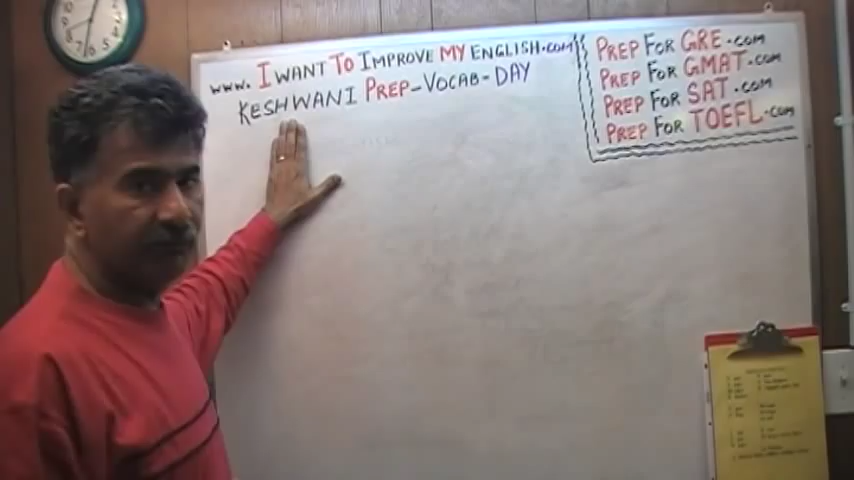 www. I WANT TO IMPROVE MY ENGLISH.com
KESHWANI PREP-VOCAB-DAY
PREP FOR GRE.com
PREP FOR GMAT.com
PREP FOR SAT.com
PREP FOR TOEFL.com